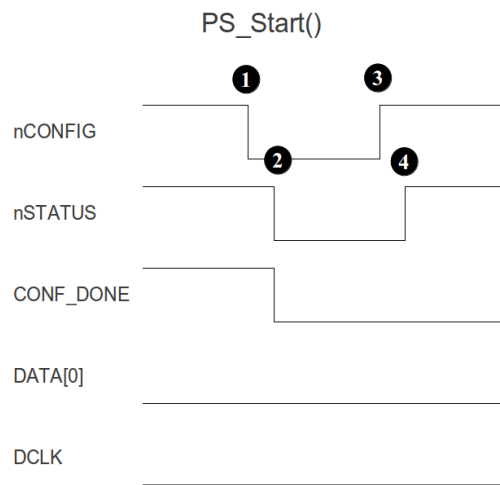 PS_Start()
1 3
nCONFIG
2 4
nSTATUS
CONF_DONE
DATA[0]
DCLK